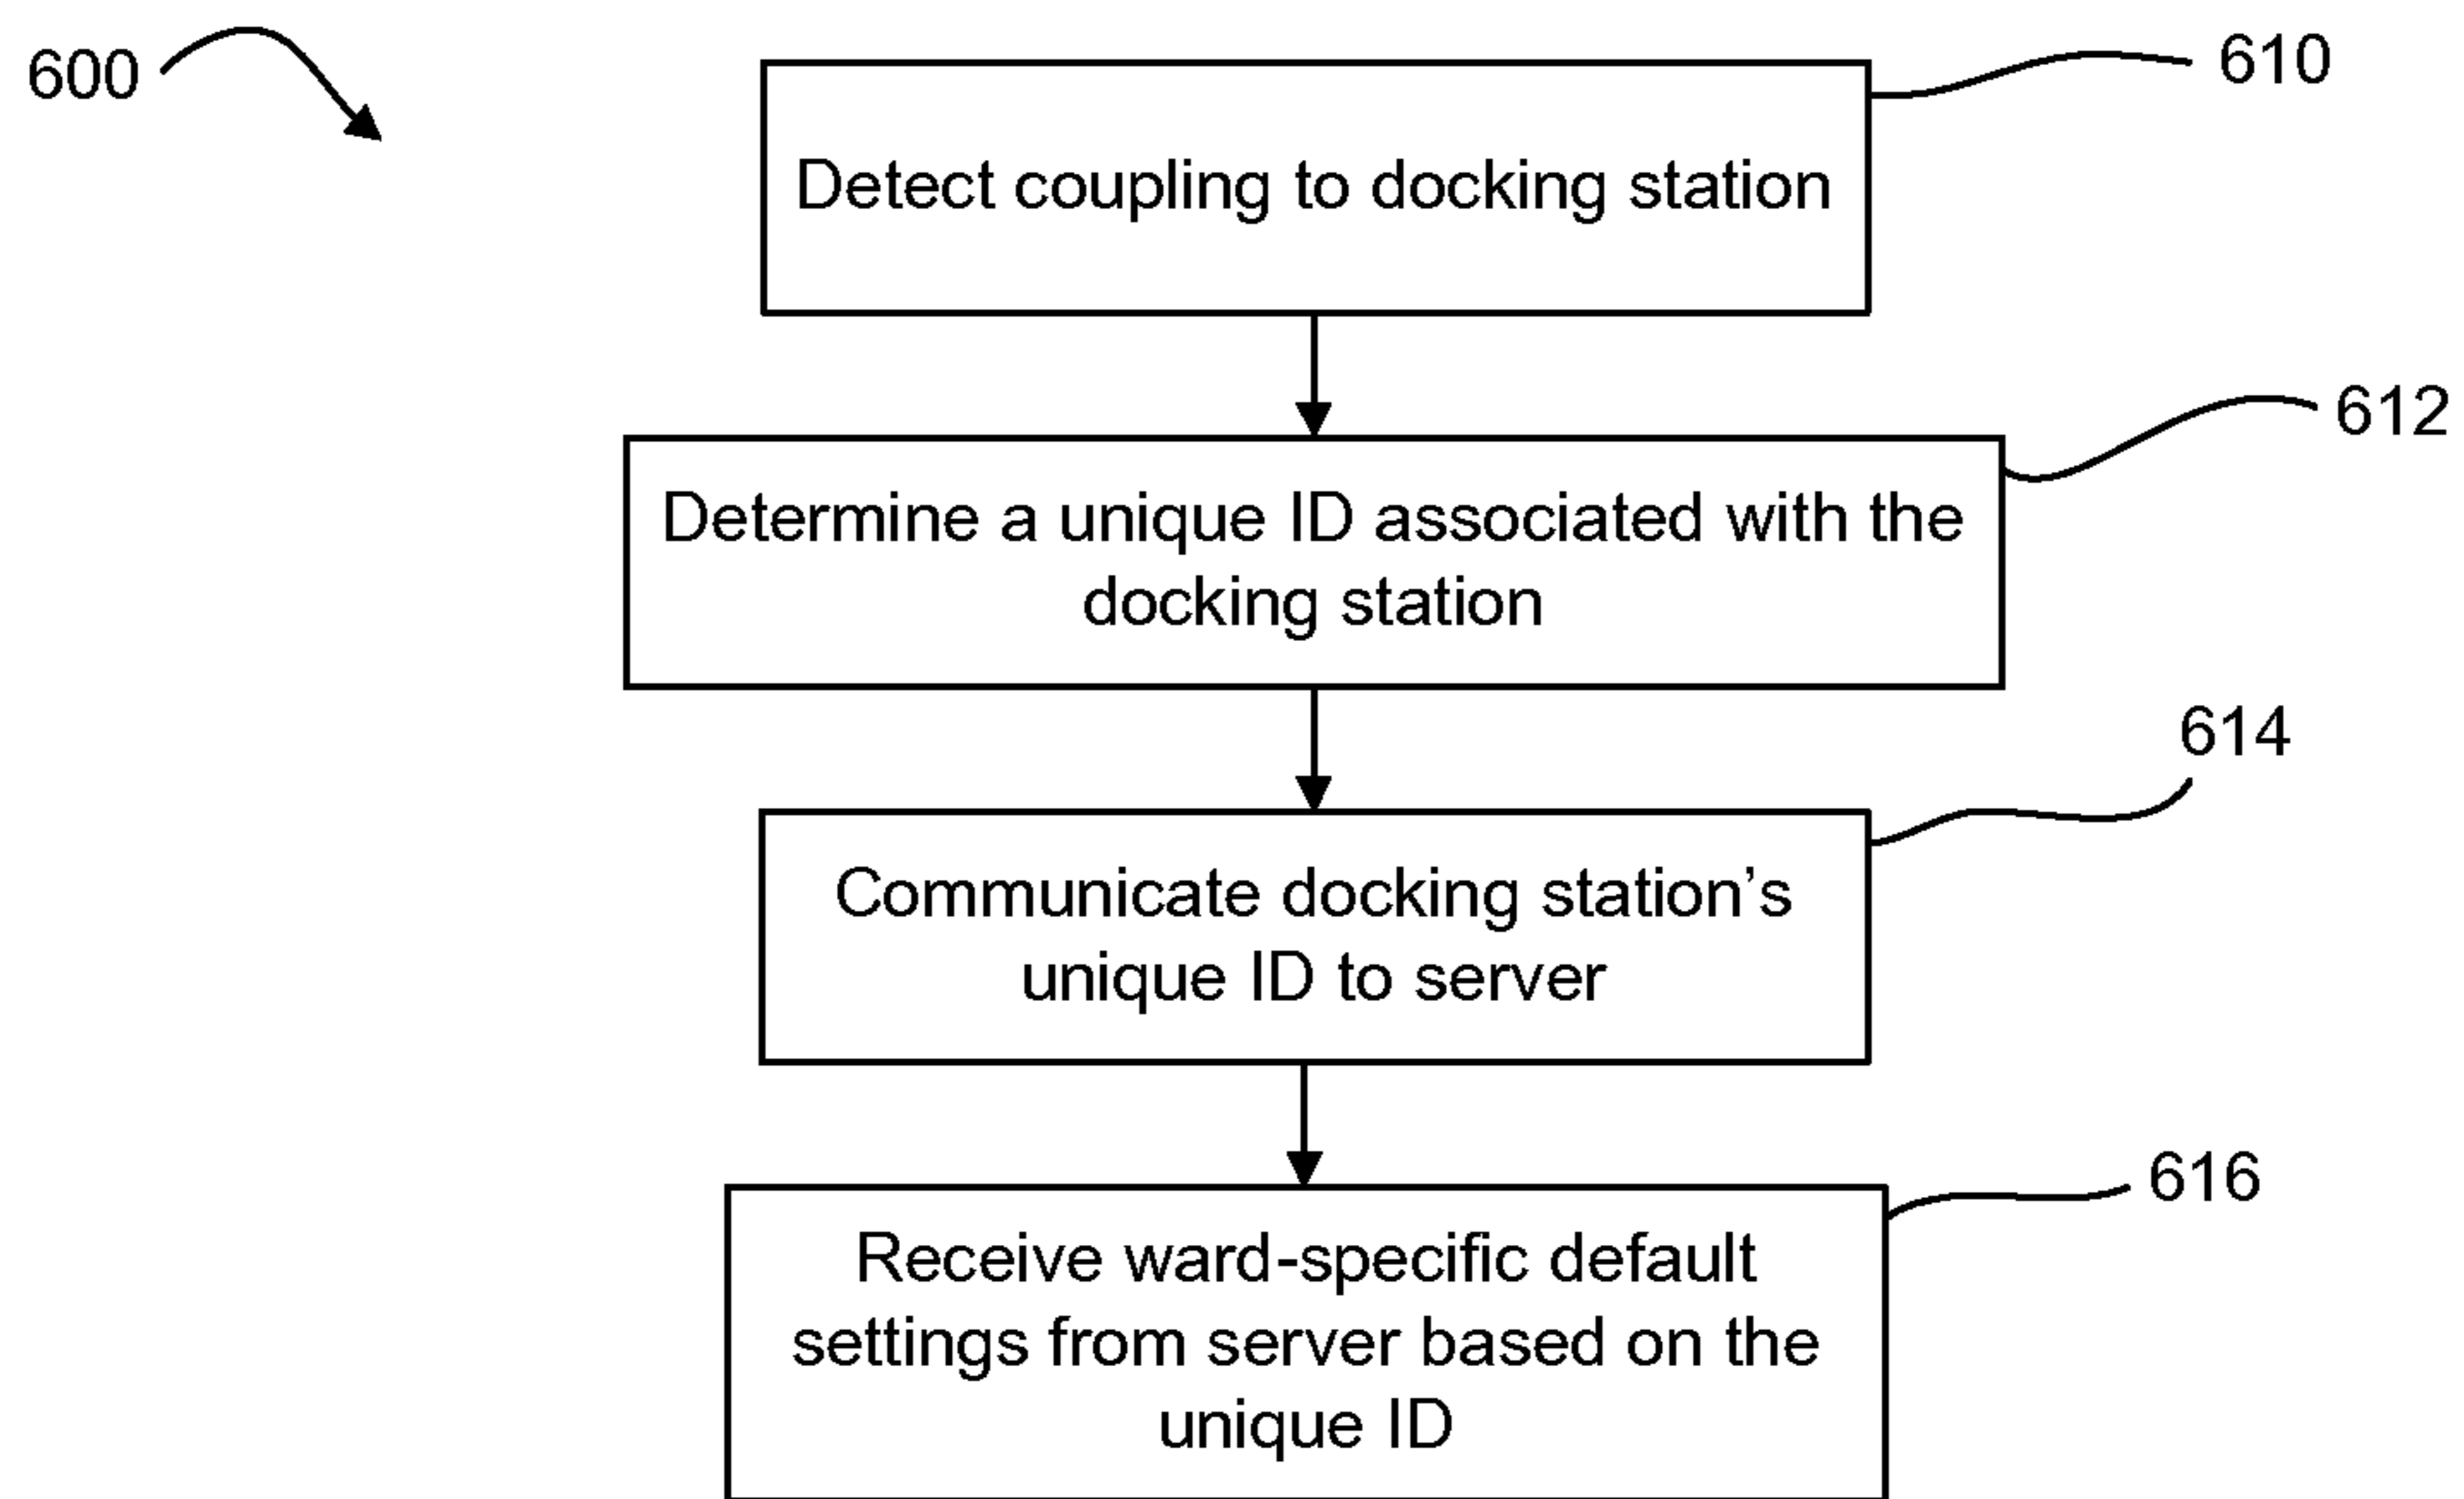 600
610
Detect coupling to docking station
612
Determine a unique ID associated with the
docking station
614
Communicate docking station’s
unique ID to server
616
Receive ward-specific default
settings from server based on the
unique ID